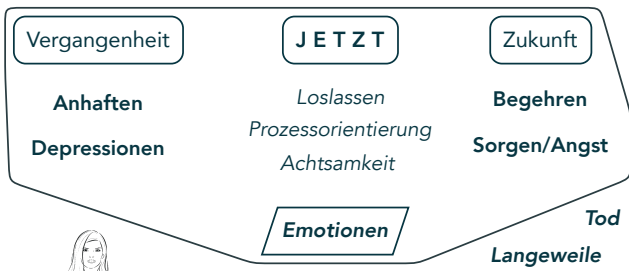 Vergangenheit
JETZT
Zukunft
Anhaften
Loslassen
Begehren
Depressionen
Prozessorientierung
Sorgen/Angst
Achtsamkeit
Emotionen
Tod
Langeweile